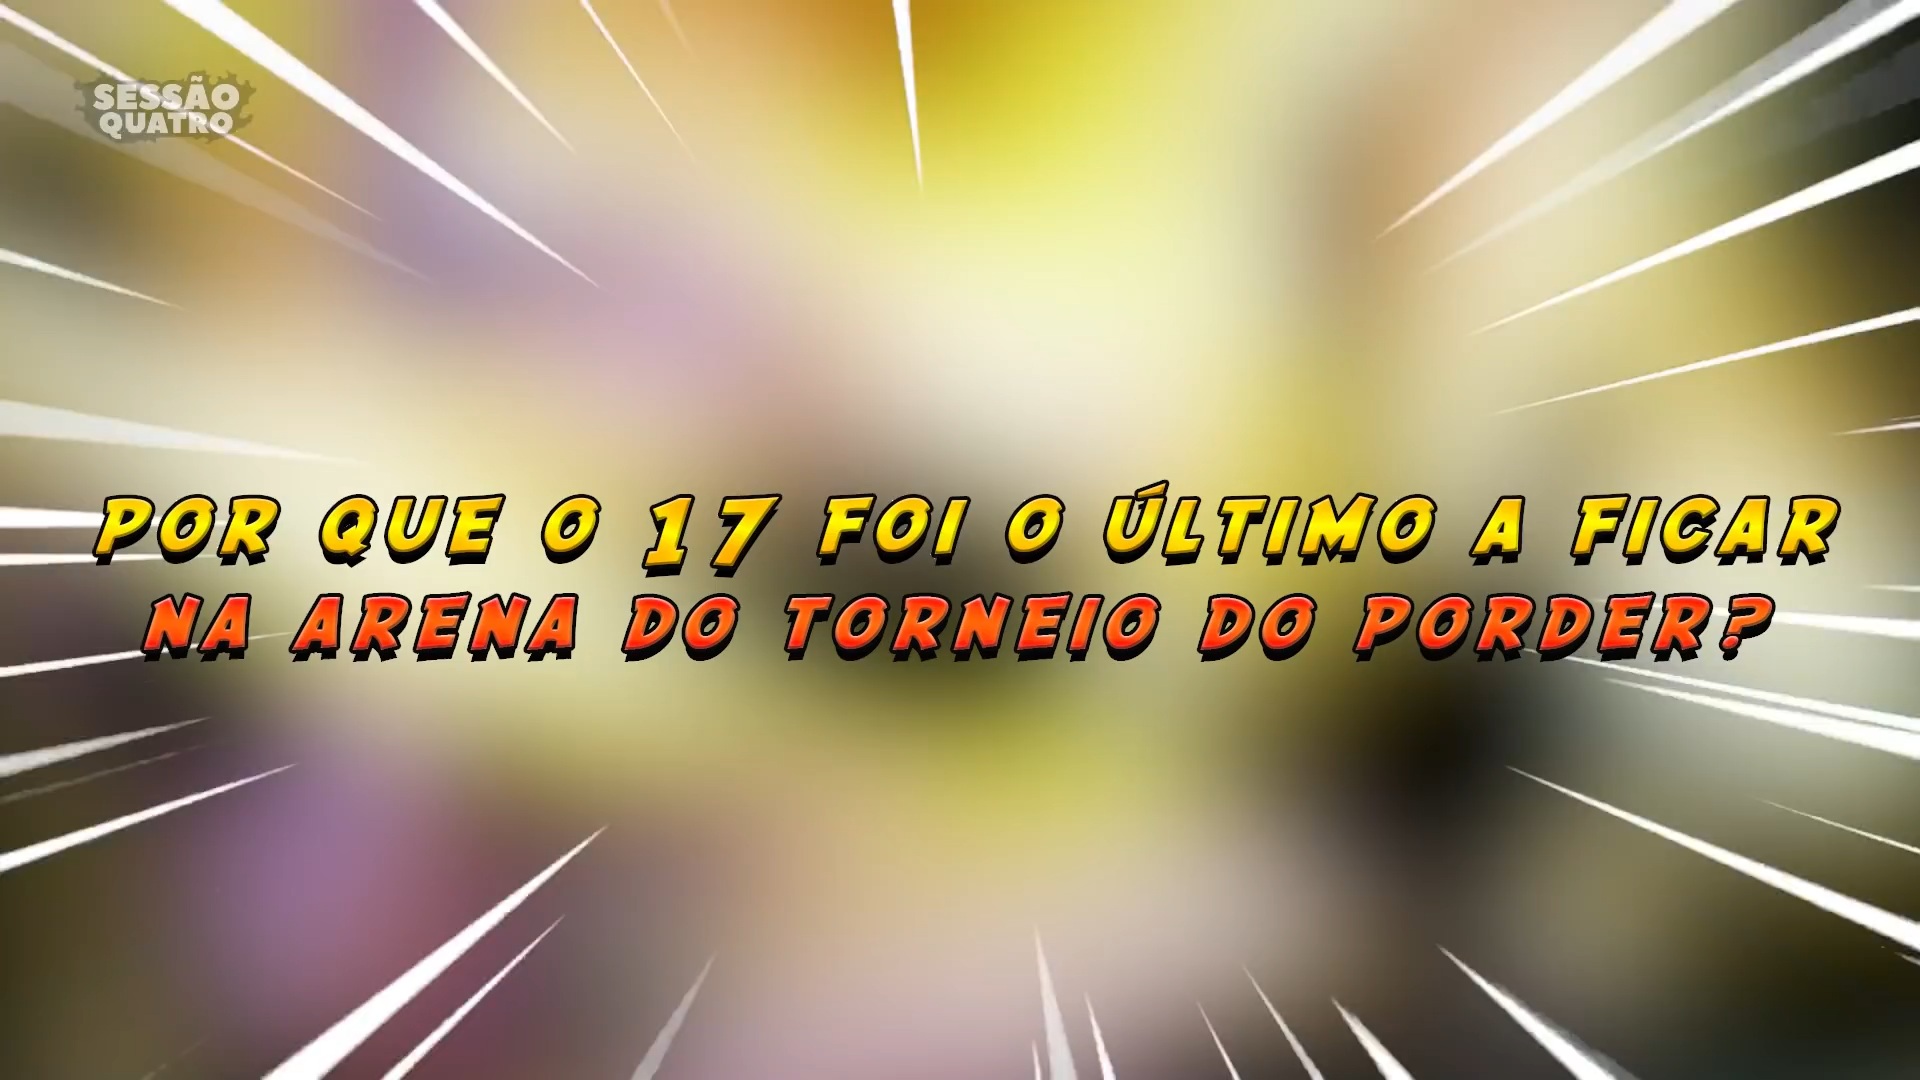 SESSÃO
QUATRO
POR QUE O 17 FOI O ÚLTIMO A FICAR
NA ARENA DO TORNEIO DO PORDER?